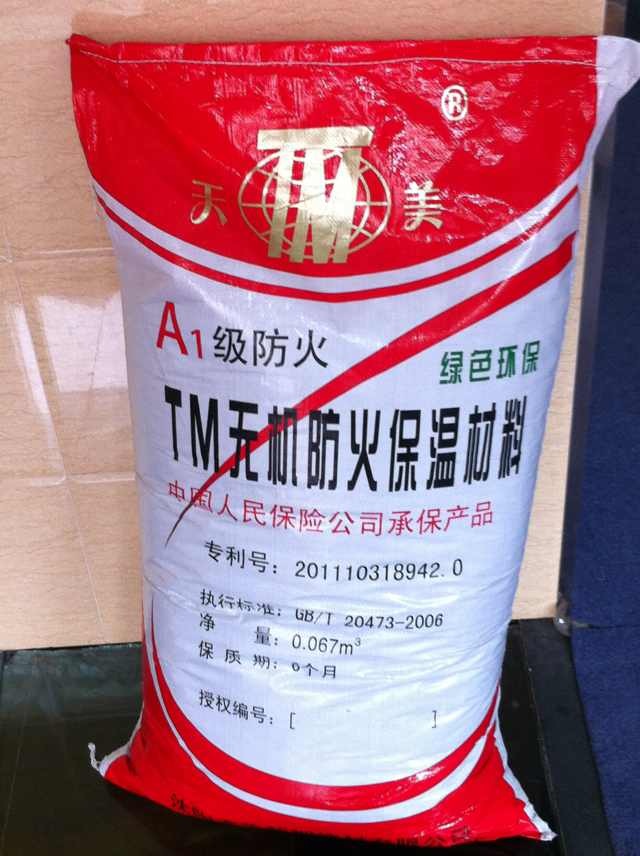 ®
天 TM 美
A1级防火
绿色环保
TM无机防火保温材料
中国人民保险公司承保产品
专利号：201110318942.0
执行标准：GB/T 20473-2006
净 量：0.067m³
保 质 期：6个月
授权编号：[ ]